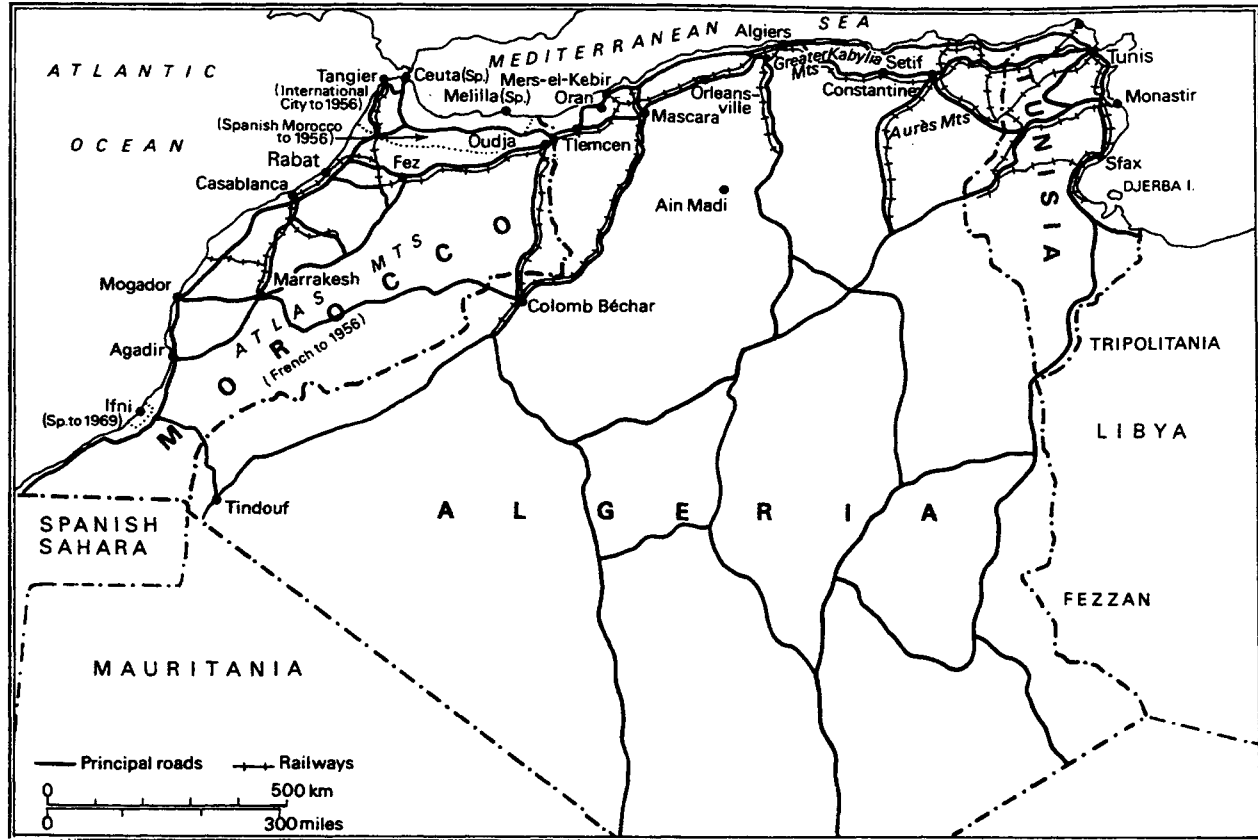 ATLANTIC
OCEAN
MEDITERRANEAN SEA
Tangier
(International
City to 1956)
Ceuta (Sp.)
Melilla (Sp.)
Mers-el-Kebir
Oran
Algiers
Greater Kabylia
Mts
Setif
Constantine
Tunis
Orleans-
ville
Mascara
Monastir
(Spanish Morocco
to 1956)
Oudja
Tlemcen
Aurès Mts
TUNISIA
Rabat
Fez
Sfax
Casablanca
DJERBA I.
Ain Madi
Mogador
Marrakesh
ATLAS MTS
MOROCCO
(French to 1956)
Colomb Béchar
Agadir
TRIPOLITANIA
Ifni
(Sp. to 1969)
LIBYA
Tindouf
ALGERIA
SPANISH
SAHARA
FEZZAN
MAURITANIA
Principal roads
Railways
0 500 km
0 300 miles